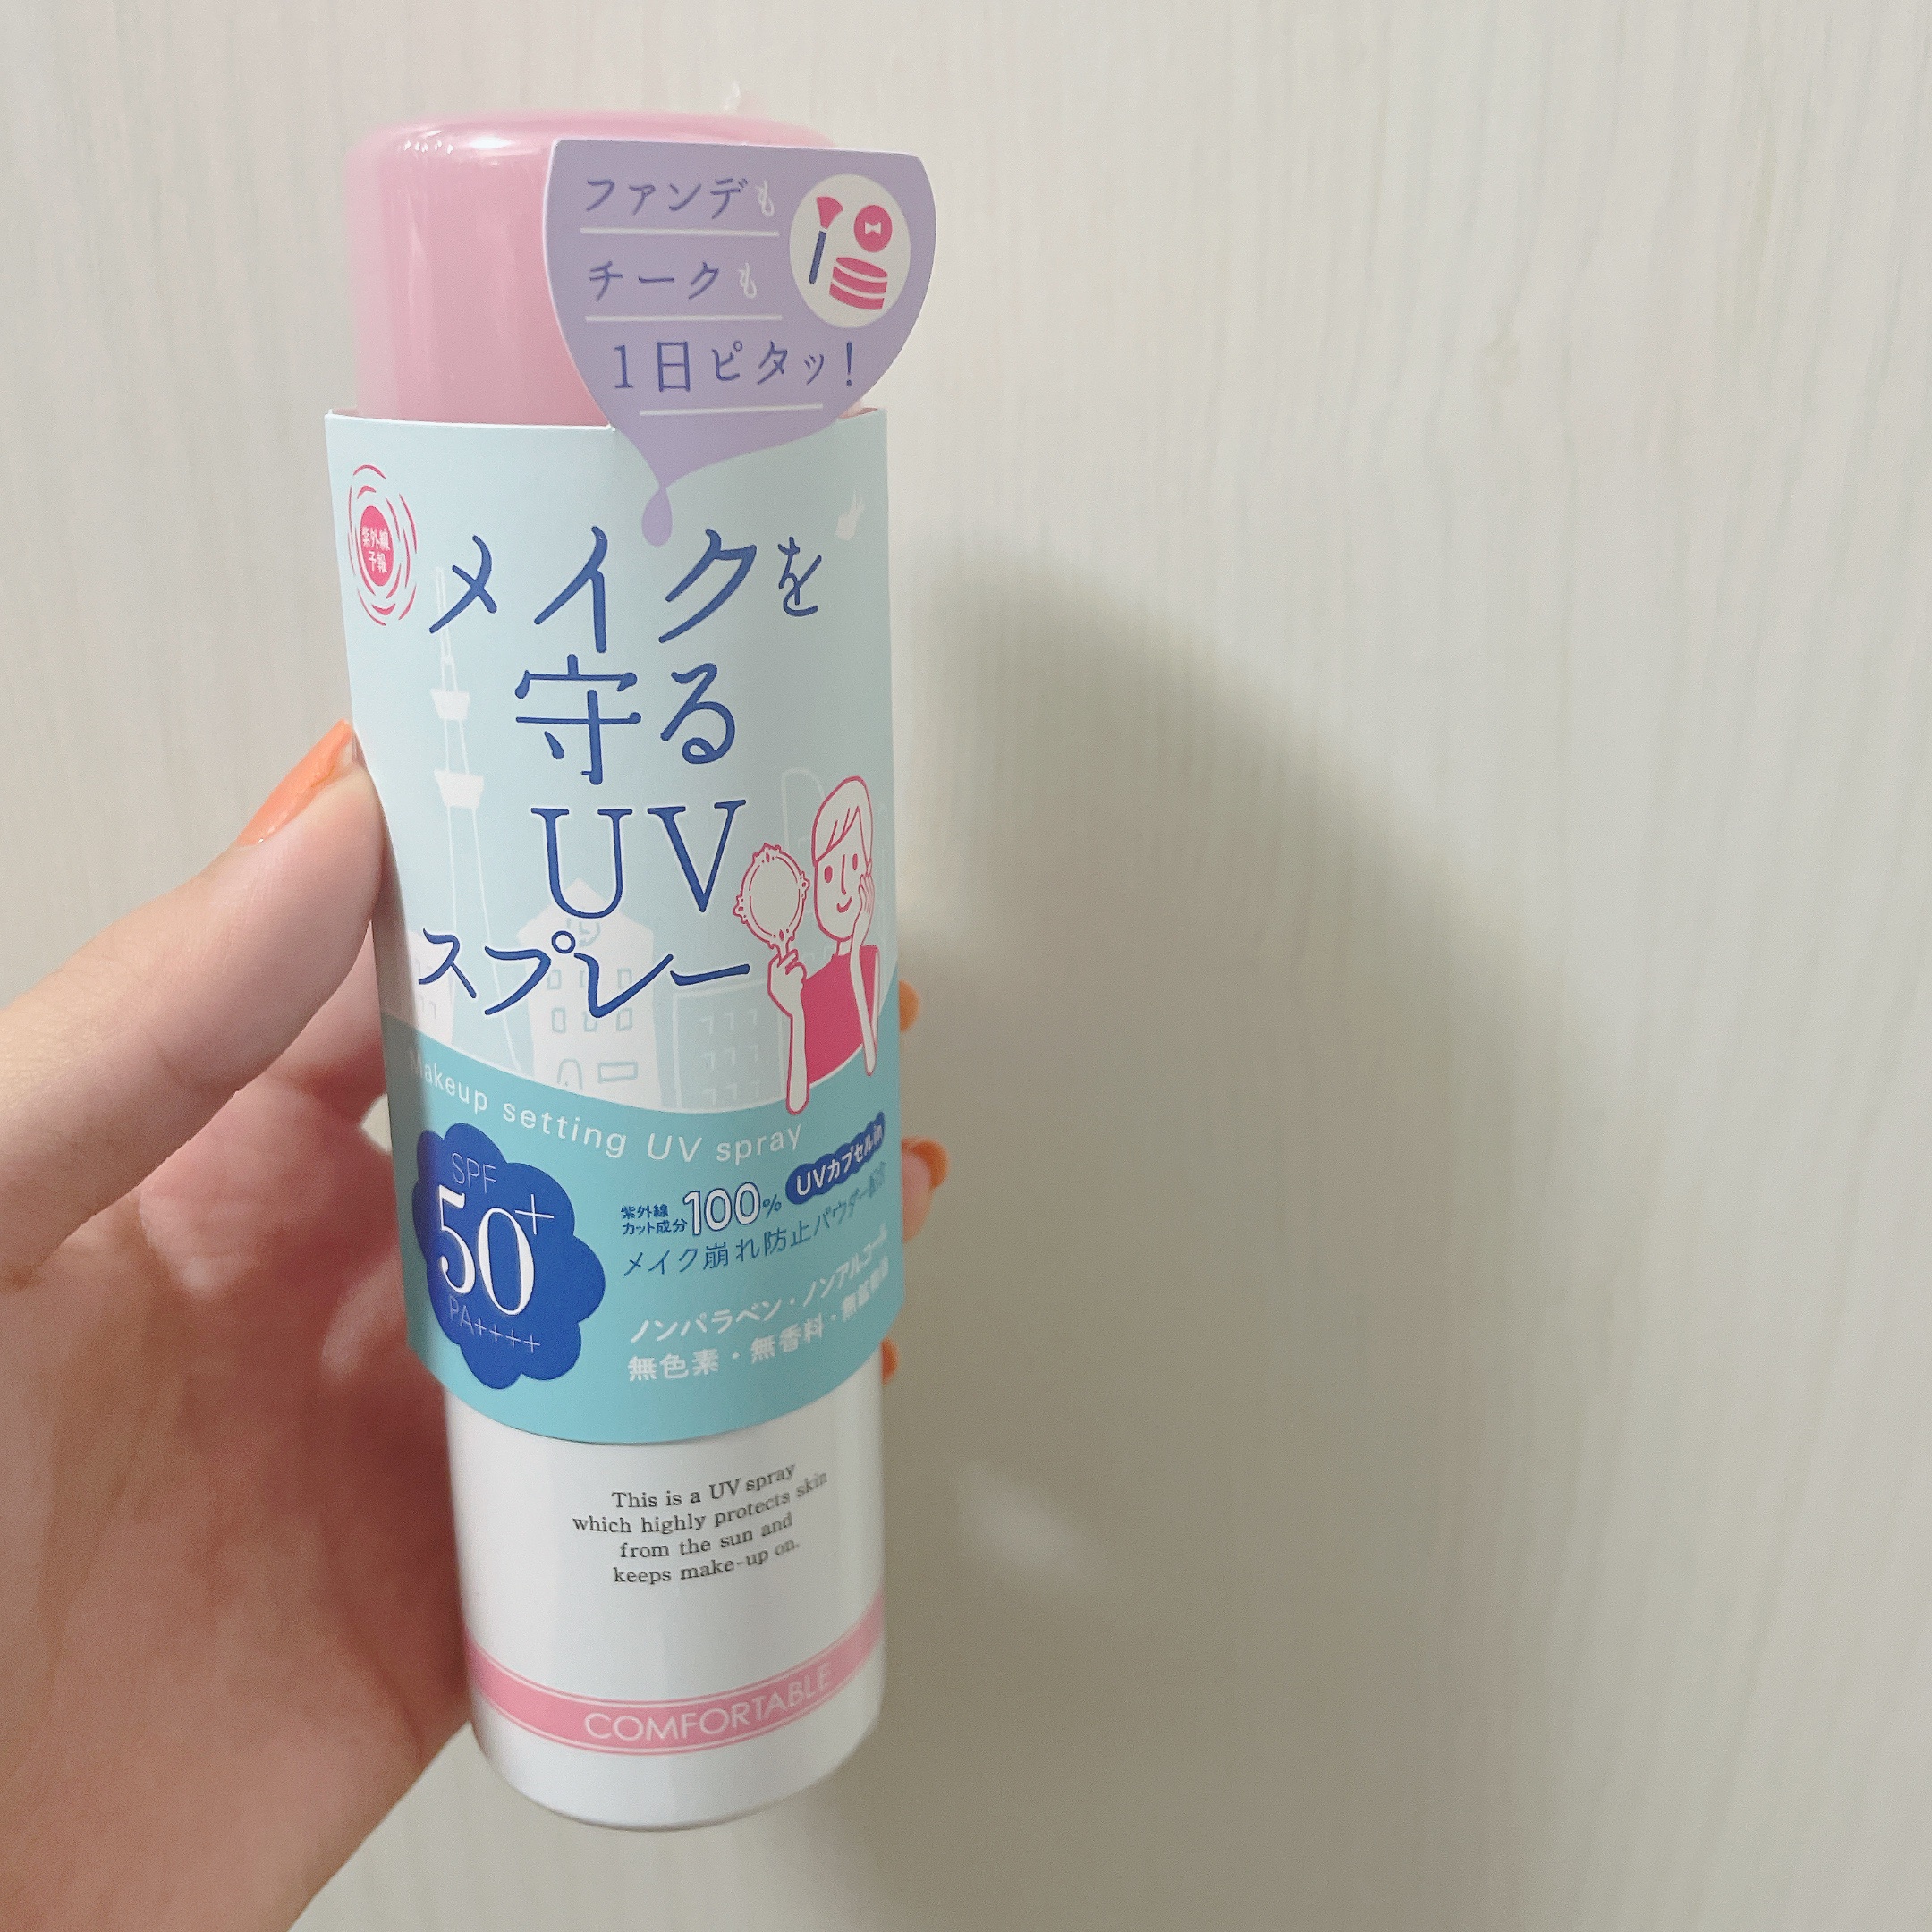 ファンデも
チークも
1日ピタッ!
紫外線
予報
メイクを
守る
UV
スプレー
Makeup setting UV spray
SPF
50+
PA++++
紫外線
カット成分
100%
UVカプセルin
メイク崩れ防止パウダー配合
ノンパラベン・ノンアルコール
無色素・無香料・無鉱物油
This is a UV spray
which highly protects skin
from the sun and
keeps make-up on.
COMFORTABLE